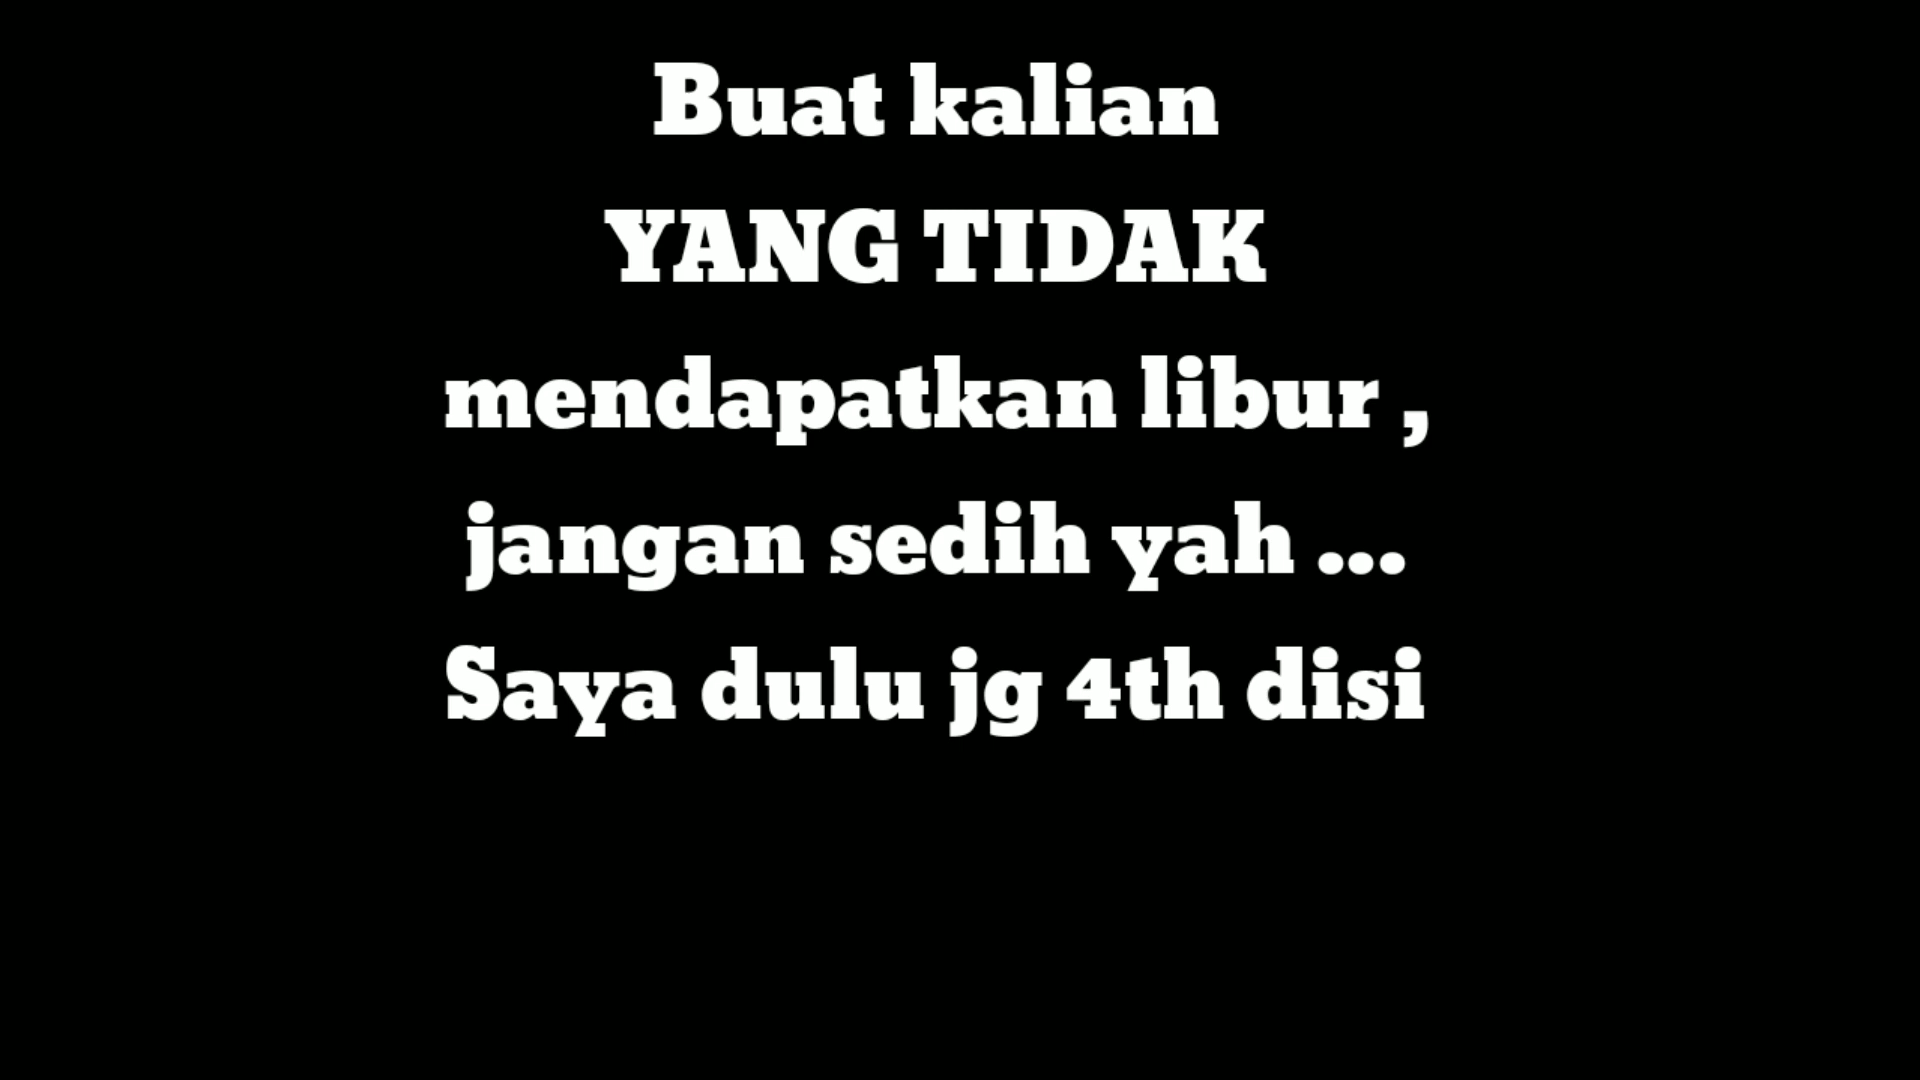 Buat kalian
YANG TIDAK
mendapatkan libur ,
jangan sedih yah ...
Saya dulu jg 4th disi